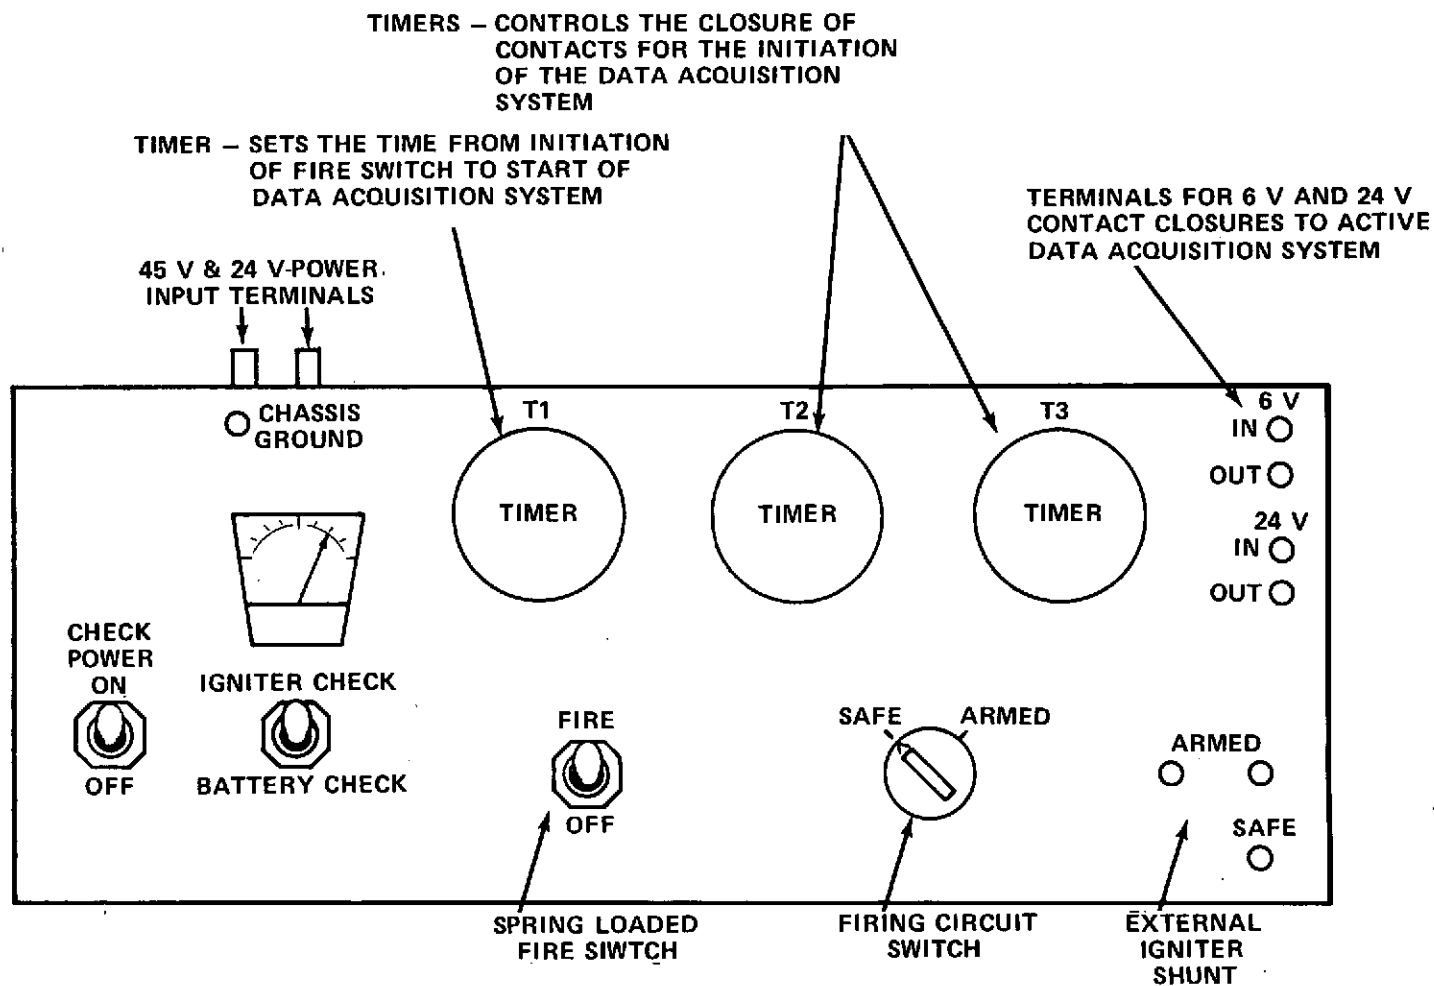 TIMERS – CONTROLS THE CLOSURE OF
CONTACTS FOR THE INITIATION
OF THE DATA ACQUISITION
SYSTEM
TIMER – SETS THE TIME FROM INITIATION
OF FIRE SWITCH TO START OF
DATA ACQUISITION SYSTEM
TERMINALS FOR 6 V AND 24 V
CONTACT CLOSURES TO ACTIVE
DATA ACQUISITION SYSTEM
45 V & 24 V-POWER
INPUT TERMINALS
CHASSIS
GROUND
T1
TIMER
T2
TIMER
T3
TIMER
6 V
IN
OUT
24 V
IN
OUT
CHECK
POWER
ON
OFF
IGNITER CHECK
BATTERY CHECK
FIRE
OFF
SAFE
ARMED
ARMED
SAFE
SPRING LOADED
FIRE SIWTCH
FIRING CIRCUIT
SWITCH
EXTERNAL
IGNITER
SHUNT